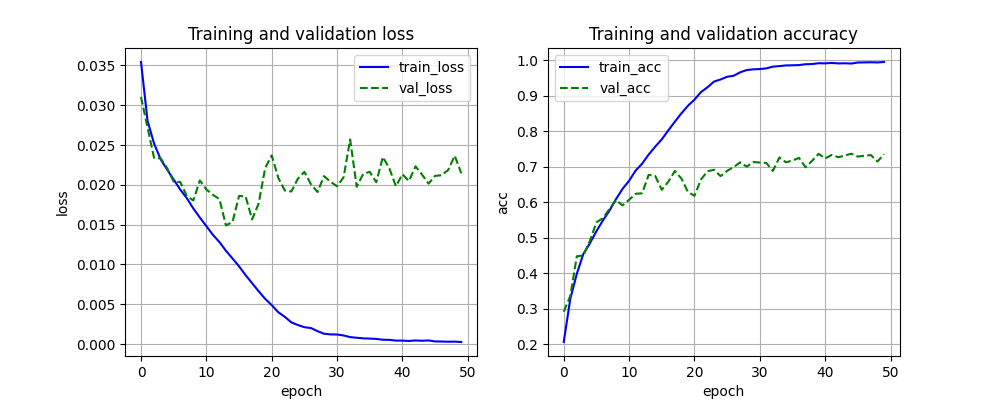 Training and validation loss
train_loss
val_loss
0.035
0.030
0.025
0.020
0.015
0.010
0.005
0.000
loss
0
10
20
30
40
50
epoch
Training and validation accuracy
train_acc
val_acc
1.0
0.9
0.8
0.7
0.6
0.5
0.4
0.3
0.2
acc
0
10
20
30
40
50
epoch